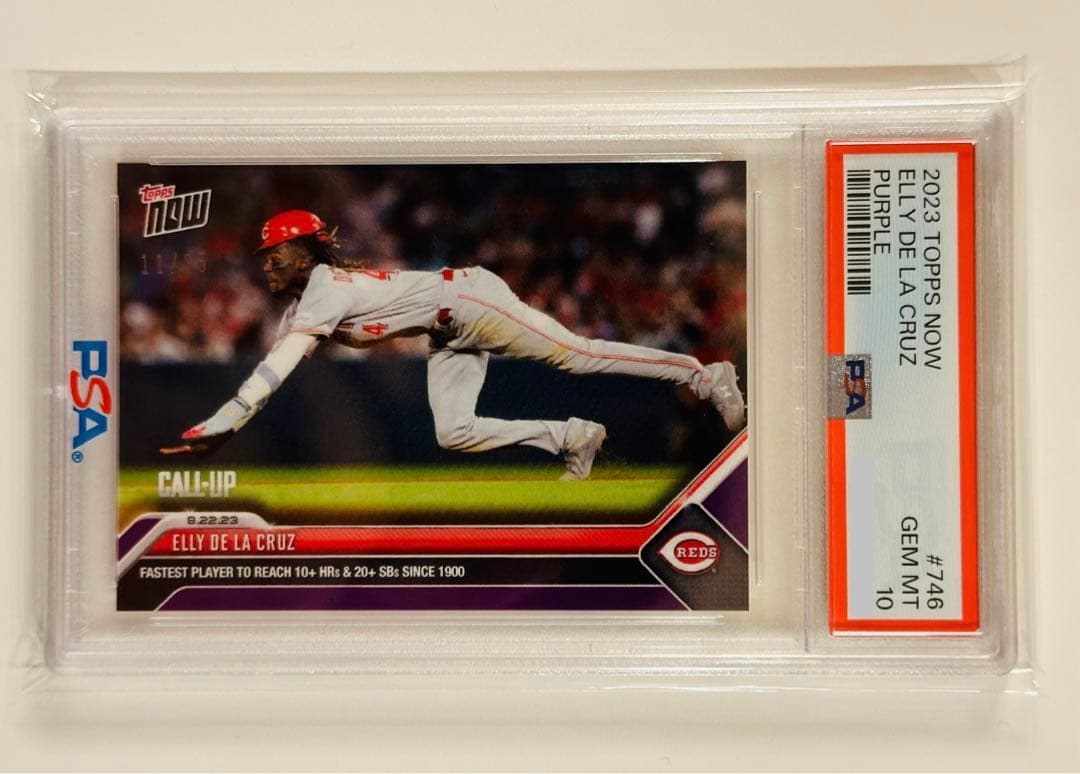 TOPPS
NOW
CALL-UP
8.22.23
ELLY DE LA CRUZ
FASTEST PLAYER TO REACH 10+ HRs & 20+ SBs SINCE 1900
REDS
4
PSA®
2023 TOPPS NOW
ELLY DE LA CRUZ
PURPLE
PSA
#746
GEM MT
10